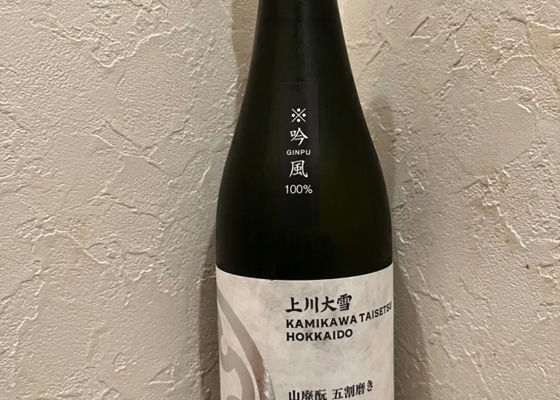 ※
吟
GINPU
風
100%
上川大雪
KAMIKAWA TAISETSU
HOKKAIDO
山廃酛 五割磨き